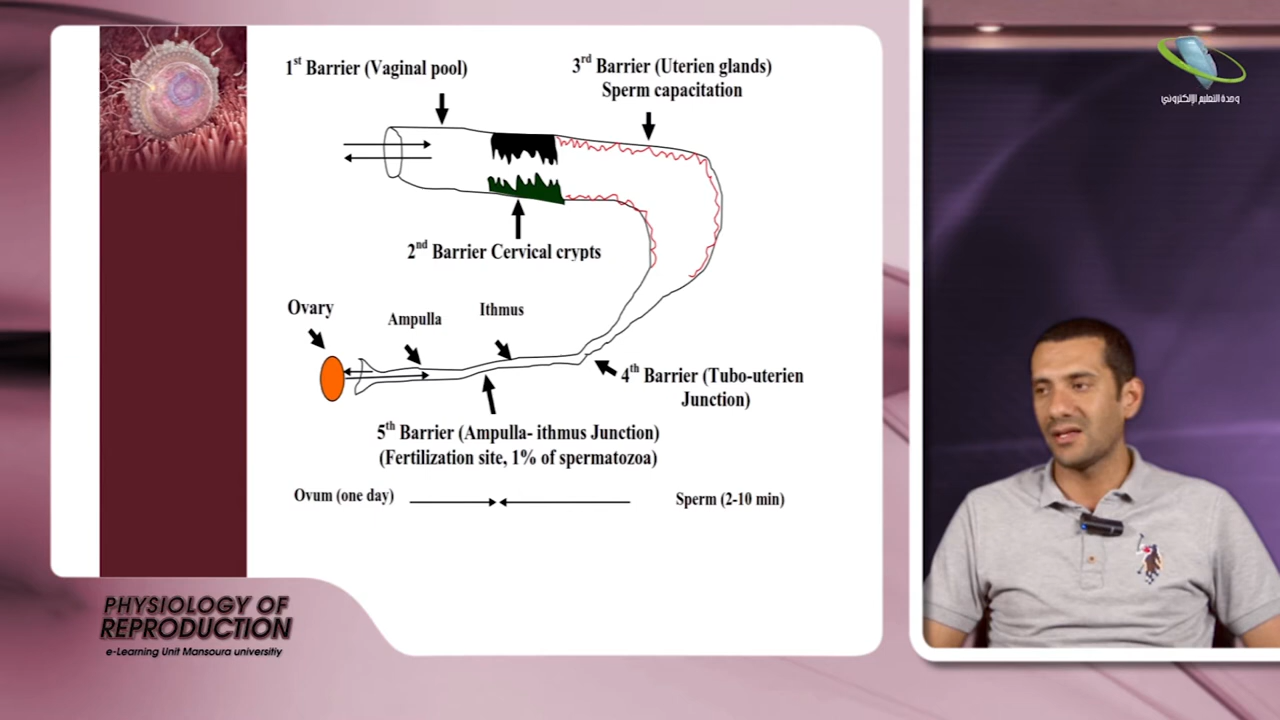 1st Barrier (Vaginal pool)
3rd Barrier (Uterien glands)
Sperm capacitation
2nd Barrier Cervical crypts
Ovary
Ampulla
Ithmus
4th Barrier (Tubo-uterien
Junction)
5th Barrier (Ampulla- ithmus Junction)
(Fertilization site, 1% of spermatozoa)
Ovum (one day)
Sperm (2-10 min)
PHYSIOLOGY OF
REPRODUCTION
e-Learning Unit Mansoura universitiy
وحدة التعليم الإلكتروني